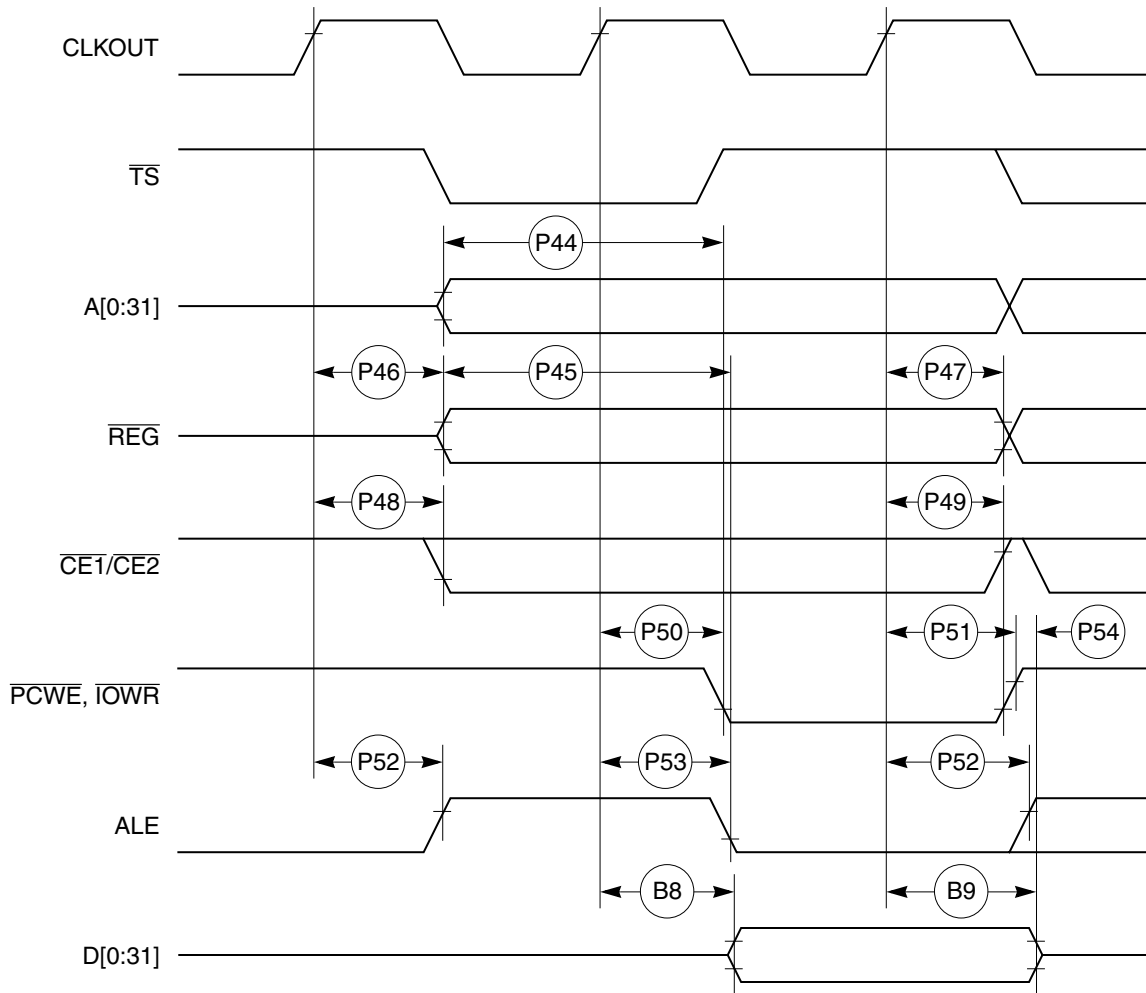 CLKOUT
TS
P44
A[0:31]
P46 P45 P47
REG
P48 P49
CE1/CE2
P50 P51 P54
PCWE, IOWR
P52 P53 P52
ALE
B8 B9
D[0:31]